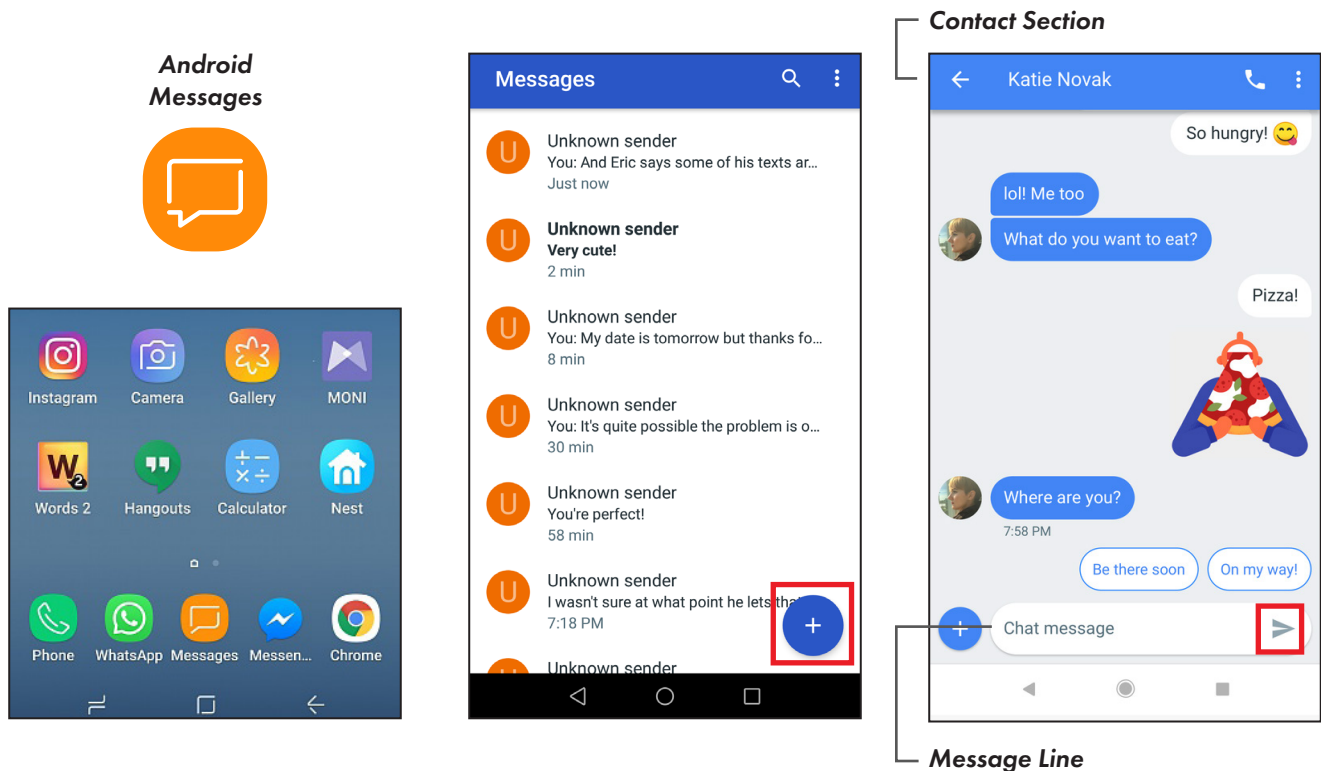 Contact Section
Android
Messages
Instagram
Camera
Gallery
MONI
W2
Words 2
Hangouts
Calculator
Nest
Phone
WhatsApp
Messages
Messen...
Chrome
Messages
U
Unknown sender
You: And Eric says some of his texts ar...
Just now
U
Unknown sender
Very cute!
2 min
U
Unknown sender
You: My date is tomorrow but thanks fo...
8 min
U
Unknown sender
You: It's quite possible the problem is o...
30 min
U
Unknown sender
You're perfect!
58 min
U
Unknown sender
I wasn't sure at what point he lets tha
7:18 PM
Unknown sender
Katie Novak
So hungry! 😋
lol! Me too
What do you want to eat?
Pizza!
Where are you?
7:58 PM
Be there soon
On my way!
Chat message
Message Line